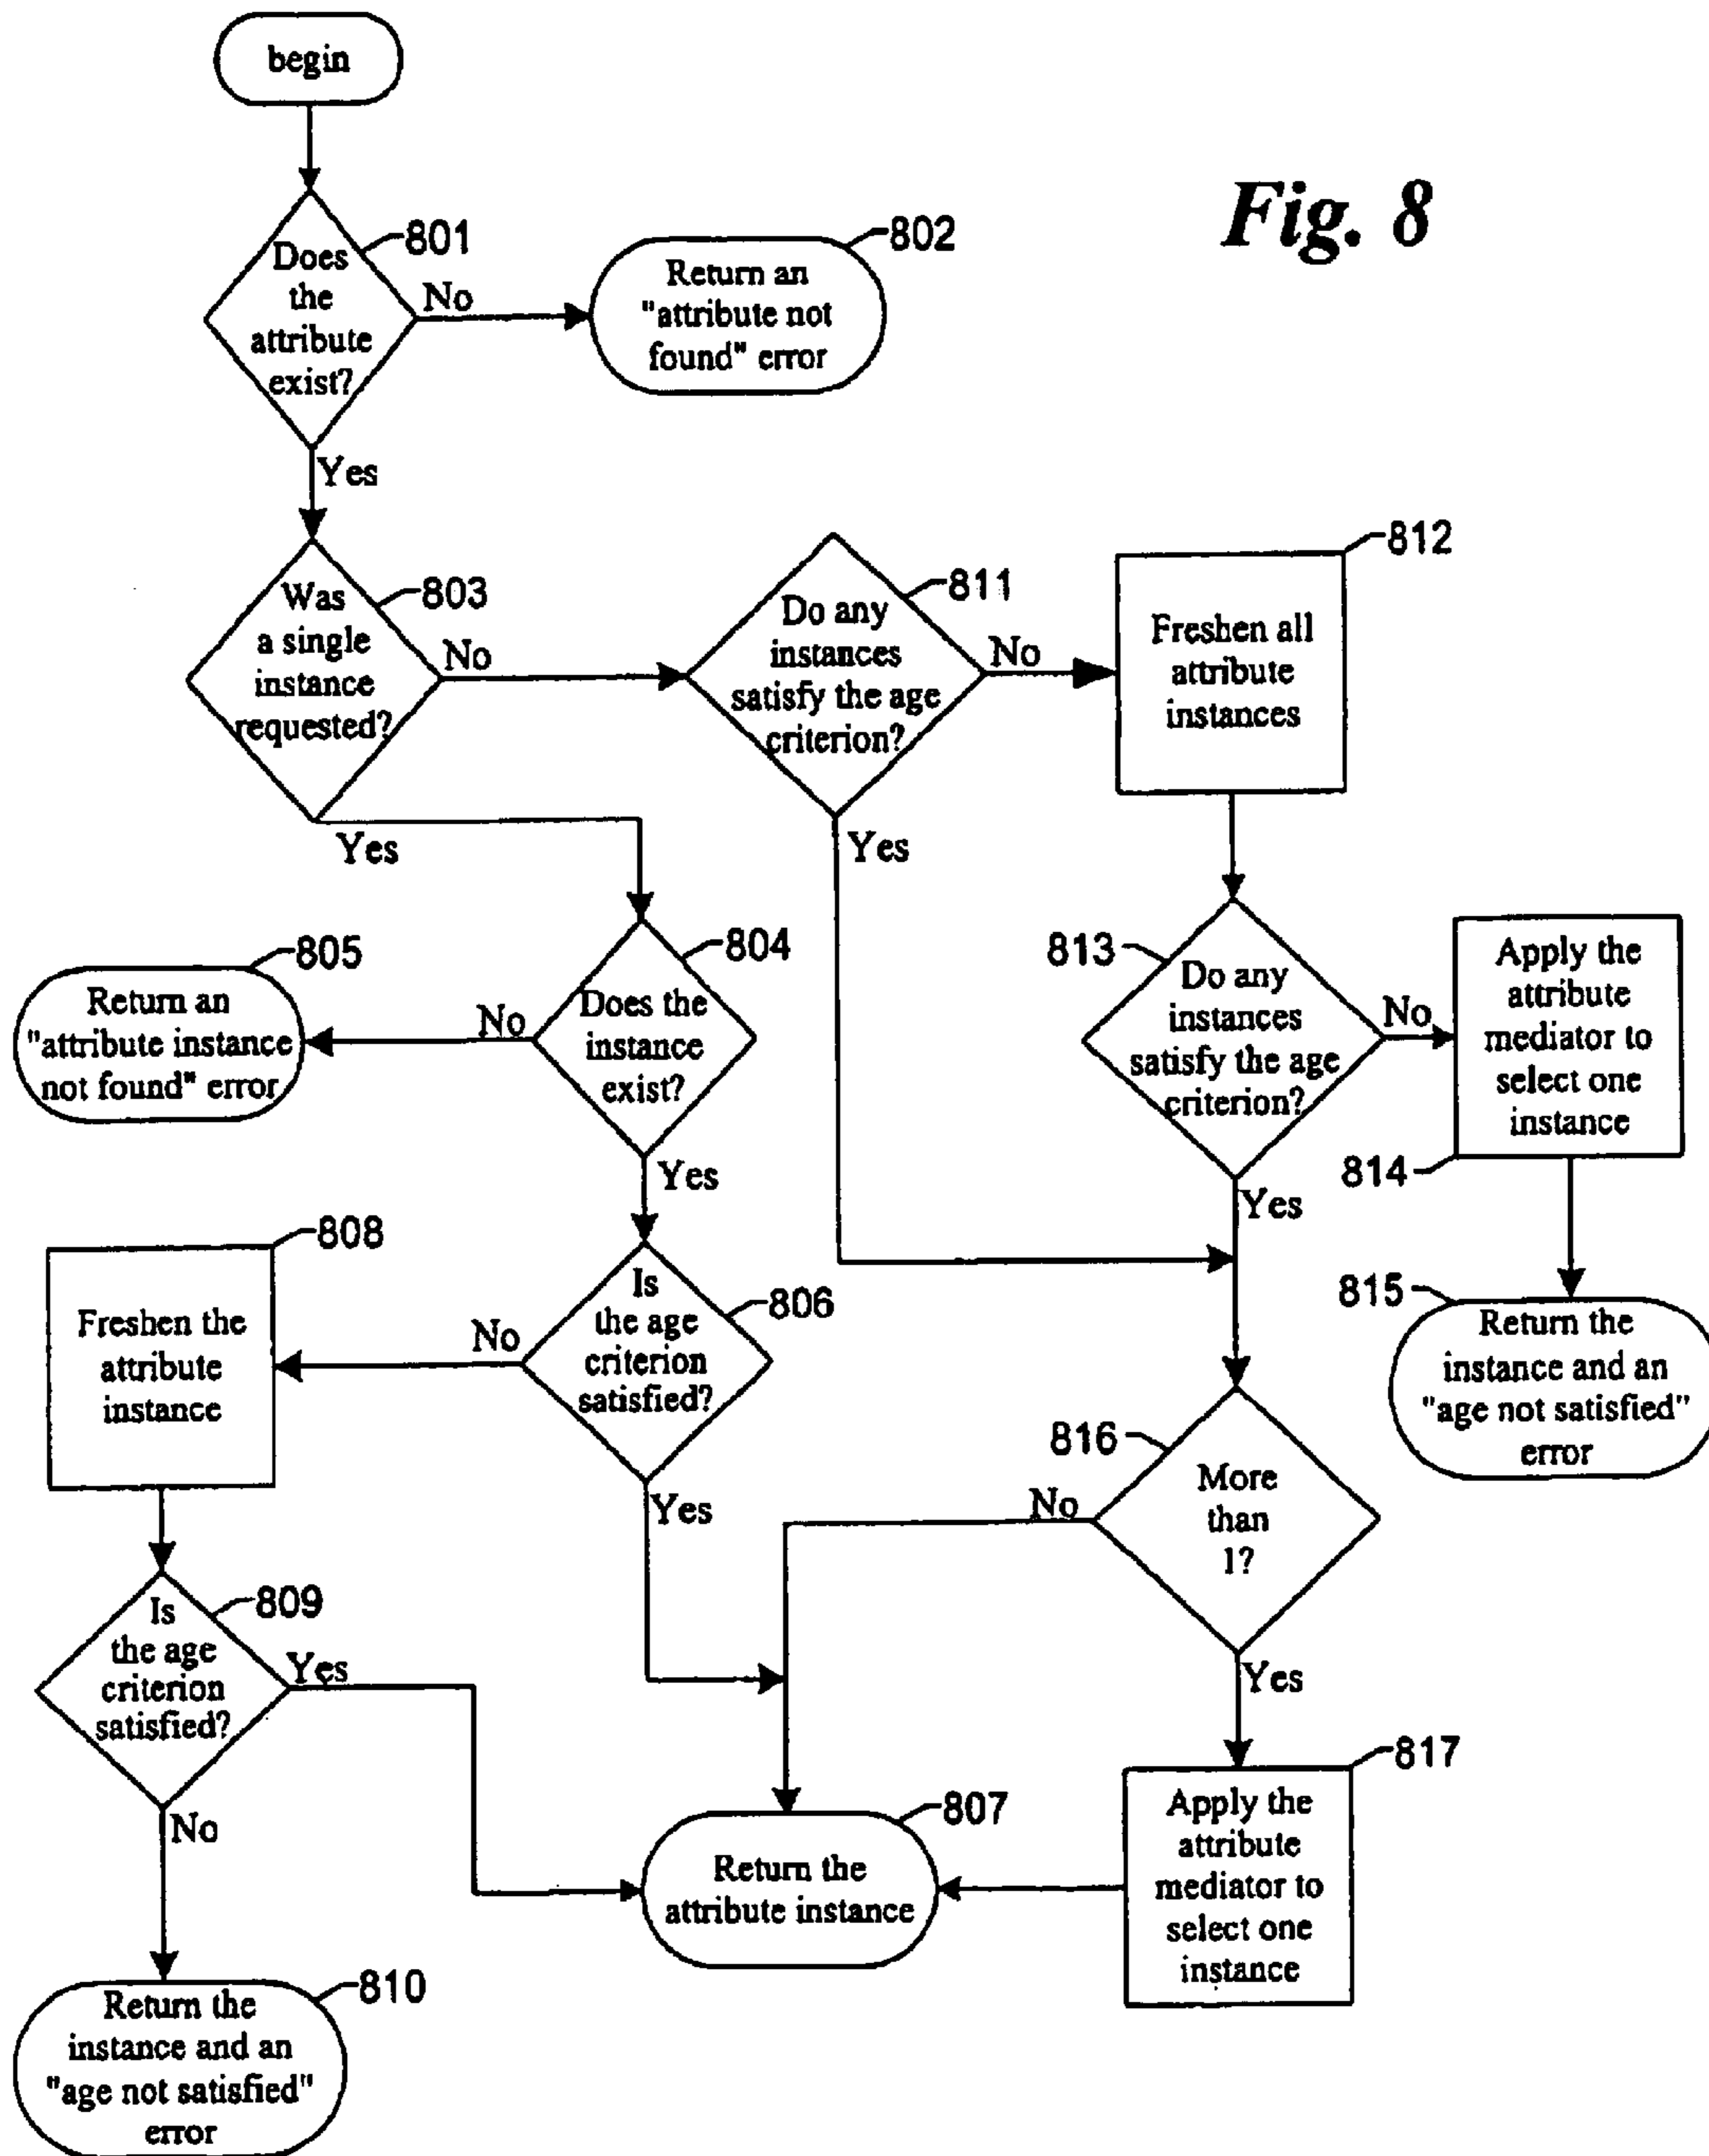 begin
Fig. 8
801
Does
the
attribute
exist?
No
802
Return an
"attribute not
found" error
Yes
803
Was
a single
instance
requested?
No
811
Do any
instances
satisfy the age
criterion?
No
812
Freshen all
attribute
instances
Yes
Yes
804
Does the
instance
exist?
No
805
Return an
"attribute instance
not found" error
813
Do any
instances
satisfy the age
criterion?
No
Apply the
attribute
mediator to
select one
instance
814
Yes
Yes
808
Freshen the
attribute
instance
No
806
Is
the age
criterion
satisfied?
815
Return the
instance and an
"age not satisfied"
error
Yes
816
More
than
1?
No
Yes
809
Is
the age
criterion
satisfied?
Yes
No
807
Return the
attribute instance
817
Apply the
attribute
mediator to
select one
instance
810
Return the
instance and an
"age not satisfied"
error